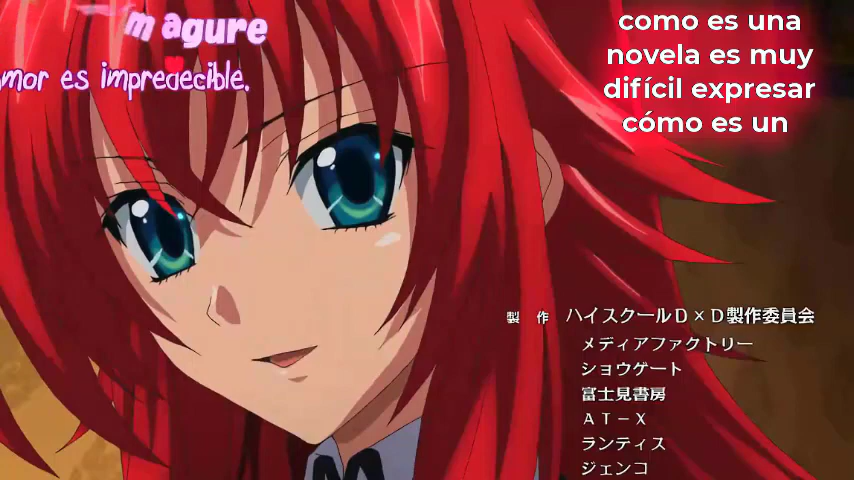 magure
mor es impredecible.
como es una
novela es muy
difícil expresar
cómo es un
製 作 ハイスクールD×D製作委員会
メディアファクトリー
ショウゲート
富士見書房
AT-X
ランティス
ジェンコ